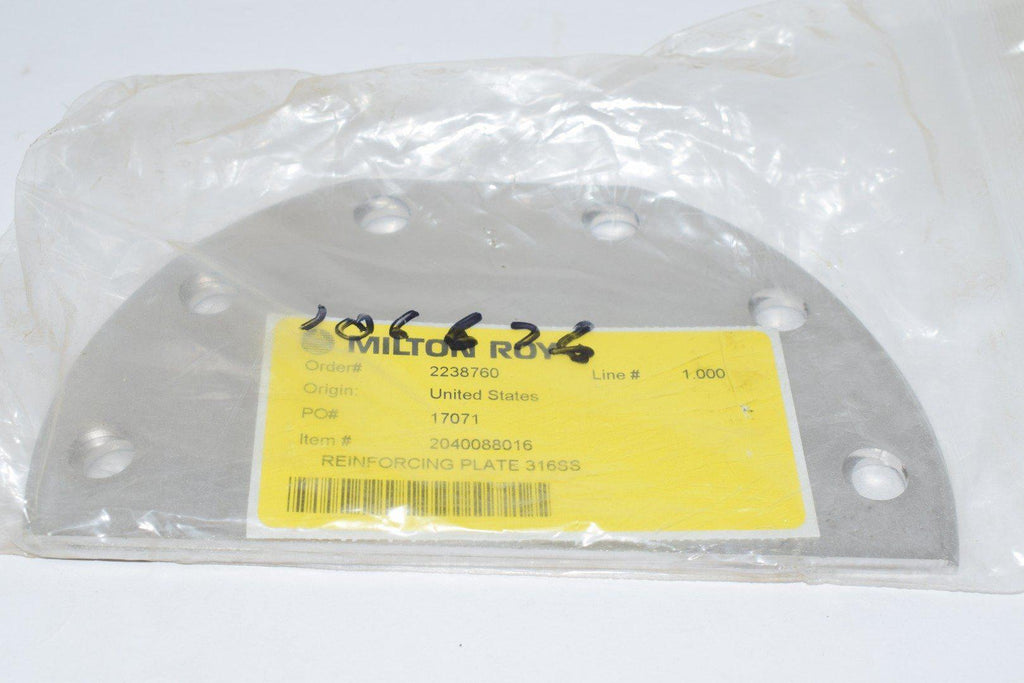 MILTON ROY
Order# 2238760 Line # 1.000
Origin: United States
PO# 17071
Item # 2040088016
REINFORCING PLATE 316SS